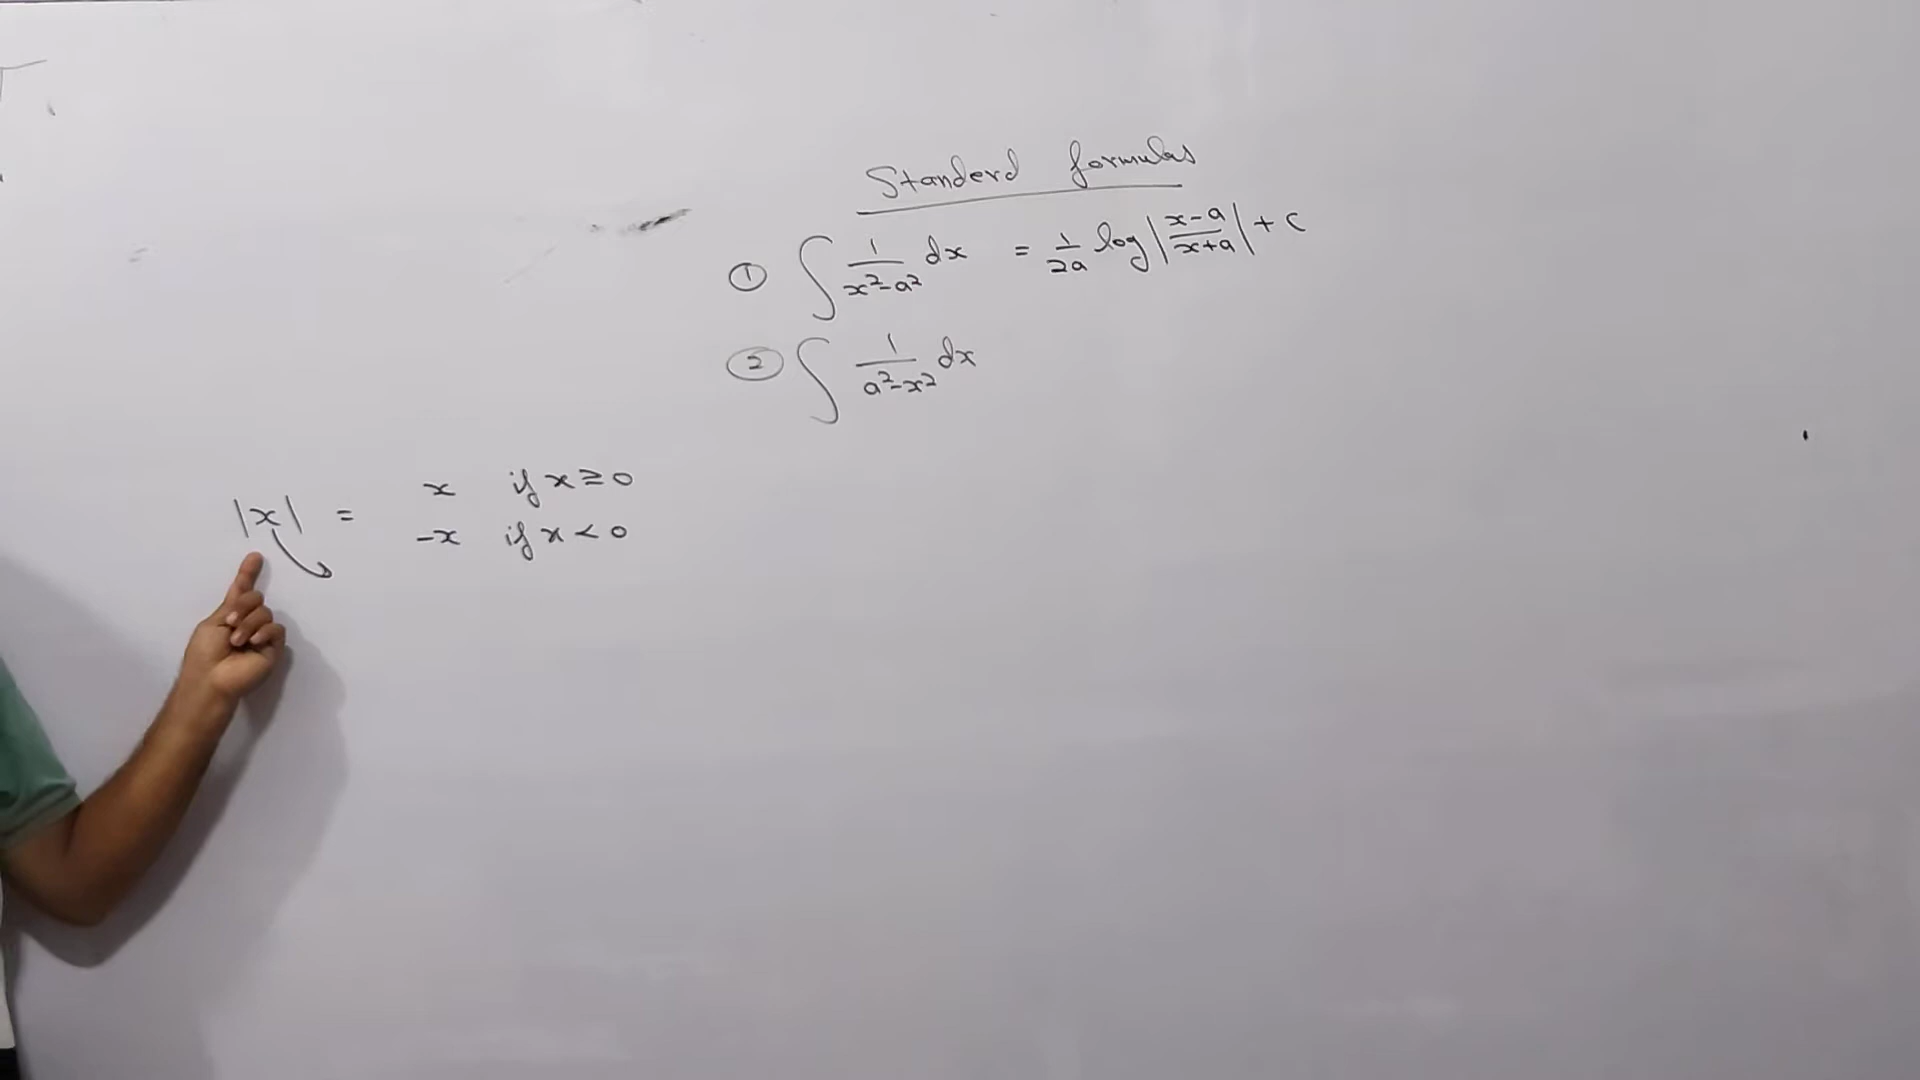 Standerd formulas
① ∫ 1/(x²-a²) dx = 1/2a log |(x-a)/(x+a)| + c
② ∫ 1/(a²-x²) dx
|x| = x if x ≥ 0
-x if x < 0